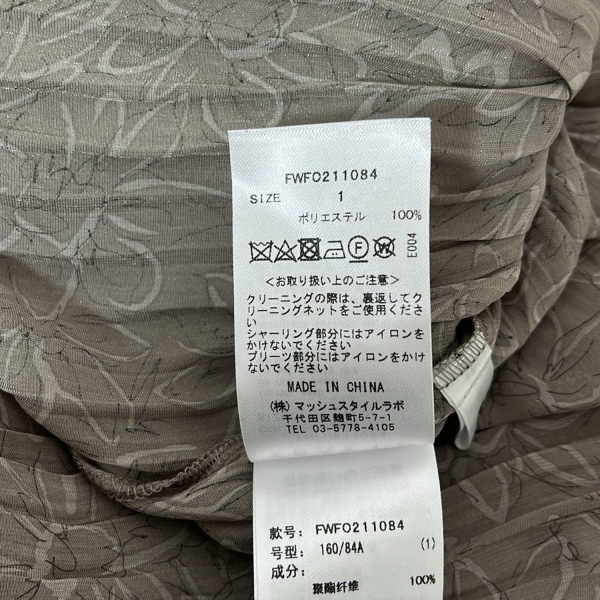 FWFO211084
SIZE 1
ポリエステル 100%
F W
E004
<お取り扱い上のご注意>
クリーニングの際は、裏返してク
リーニングネットをご使用くださ
い
シャーリング部分にはアイロンを
かけないでください
プリーツ部分にはアイロンをかけ
ないでください
MADE IN CHINA
(株) マッシュスタイルラボ
千代田区麹町5-7-1
TEL 03-5778-4105
款号: FWFO211084
号型: 160/84A (1)
成分:
聚酯纤维 100%